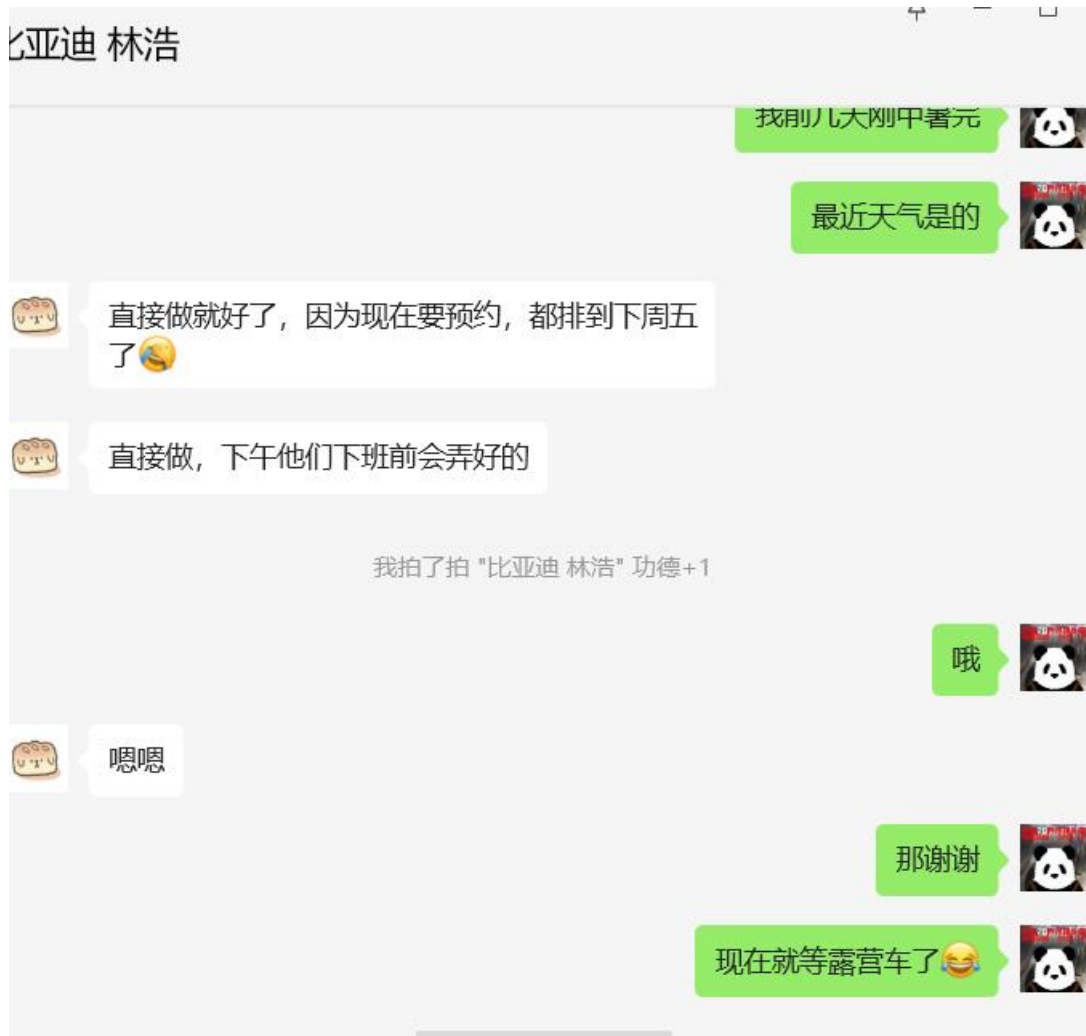 比亚迪 林浩
我前几天刚中暑完
最近天气是的
直接做就好了，因为现在要预约，都排到下周五
了🤣
直接做，下午他们下班前会弄好的
我拍了拍 "比亚迪 林浩" 功德+1
哦
嗯嗯
那谢谢
现在就等露营车了😂